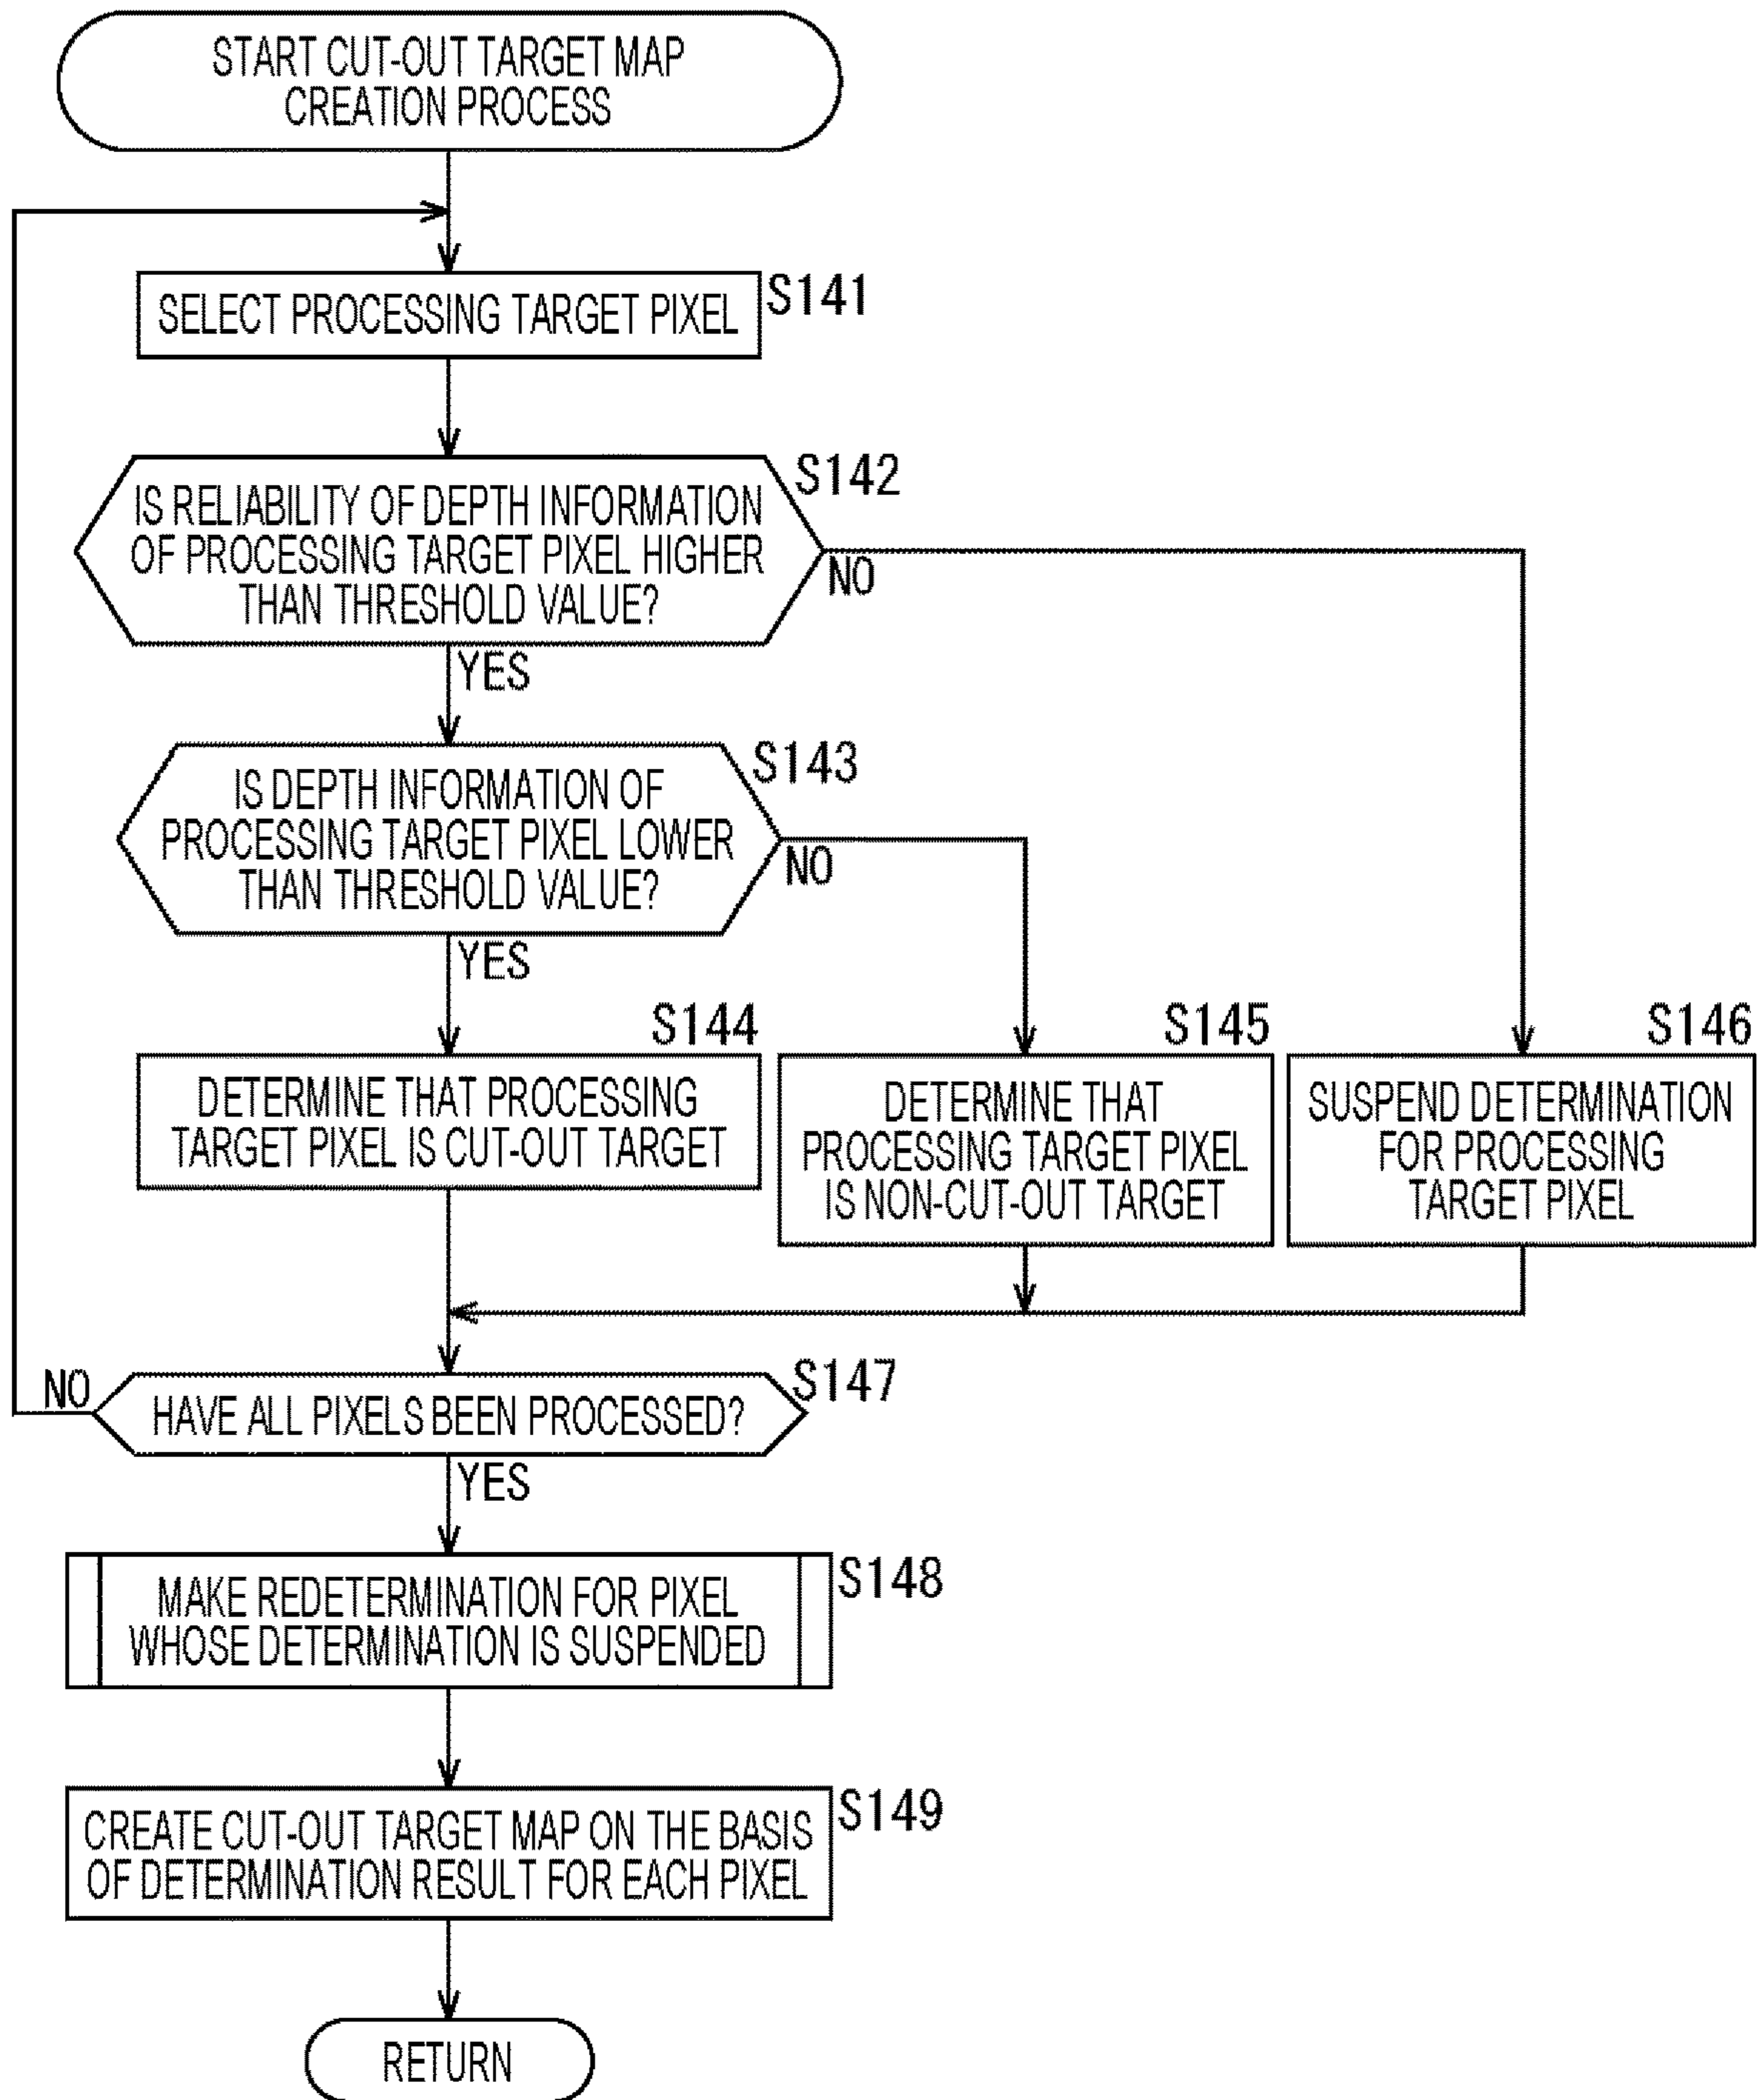 START CUT-OUT TARGET MAP
CREATION PROCESS
SELECT PROCESSING TARGET PIXEL
S141
IS RELIABILITY OF DEPTH INFORMATION
OF PROCESSING TARGET PIXEL HIGHER
THAN THRESHOLD VALUE?
S142
NO
YES
IS DEPTH INFORMATION OF
PROCESSING TARGET PIXEL LOWER
THAN THRESHOLD VALUE?
S143
NO
YES
S144
DETERMINE THAT PROCESSING
TARGET PIXEL IS CUT-OUT TARGET
S145
DETERMINE THAT
PROCESSING TARGET PIXEL
IS NON-CUT-OUT TARGET
S146
SUSPEND DETERMINATION
FOR PROCESSING
TARGET PIXEL
NO
HAVE ALL PIXELS BEEN PROCESSED?
S147
YES
MAKE REDETERMINATION FOR PIXEL
WHOSE DETERMINATION IS SUSPENDED
S148
CREATE CUT-OUT TARGET MAP ON THE BASIS
OF DETERMINATION RESULT FOR EACH PIXEL
S149
RETURN